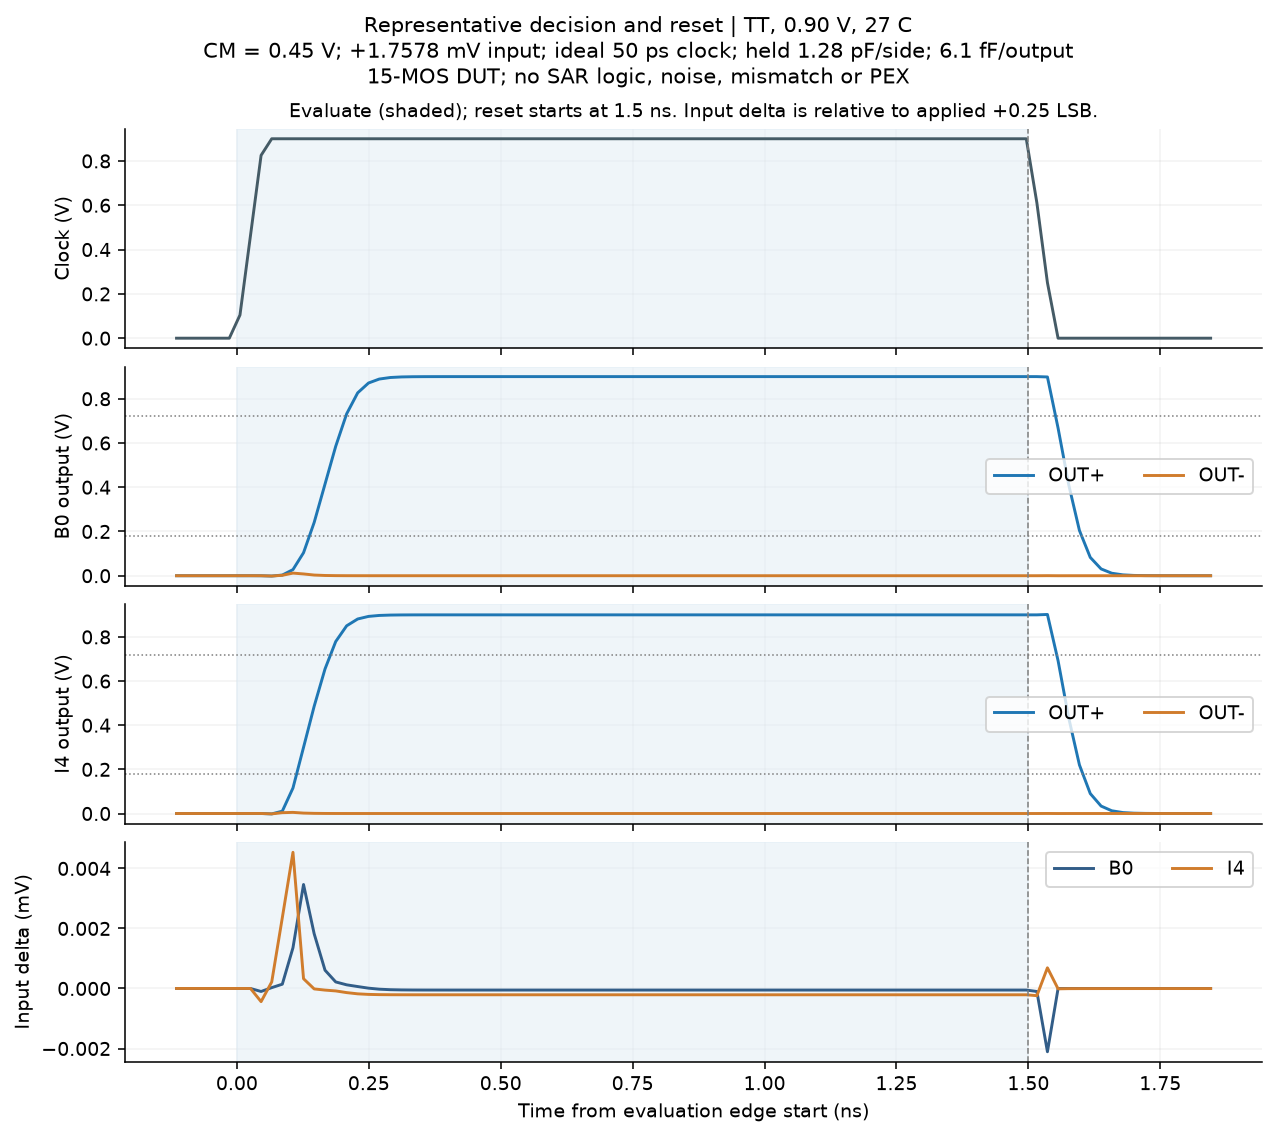 Representative decision and reset | TT, 0.90 V, 27 C
CM = 0.45 V; +1.7578 mV input; ideal 50 ps clock; held 1.28 pF/side; 6.1 fF/output
15-MOS DUT; no SAR logic, noise, mismatch or PEX
Evaluate (shaded); reset starts at 1.5 ns. Input delta is relative to applied +0.25 LSB.
Clock (V)
0.8
0.6
0.4
0.2
0.0
B0 output (V)
0.8
0.6
0.4
0.2
0.0
OUT+ OUT-
I4 output (V)
0.8
0.6
0.4
0.2
0.0
OUT+ OUT-
Input delta (mV)
0.004
0.002
0.000
−0.002
B0 I4
0.00 0.25 0.50 0.75 1.00 1.25 1.50 1.75
Time from evaluation edge start (ns)